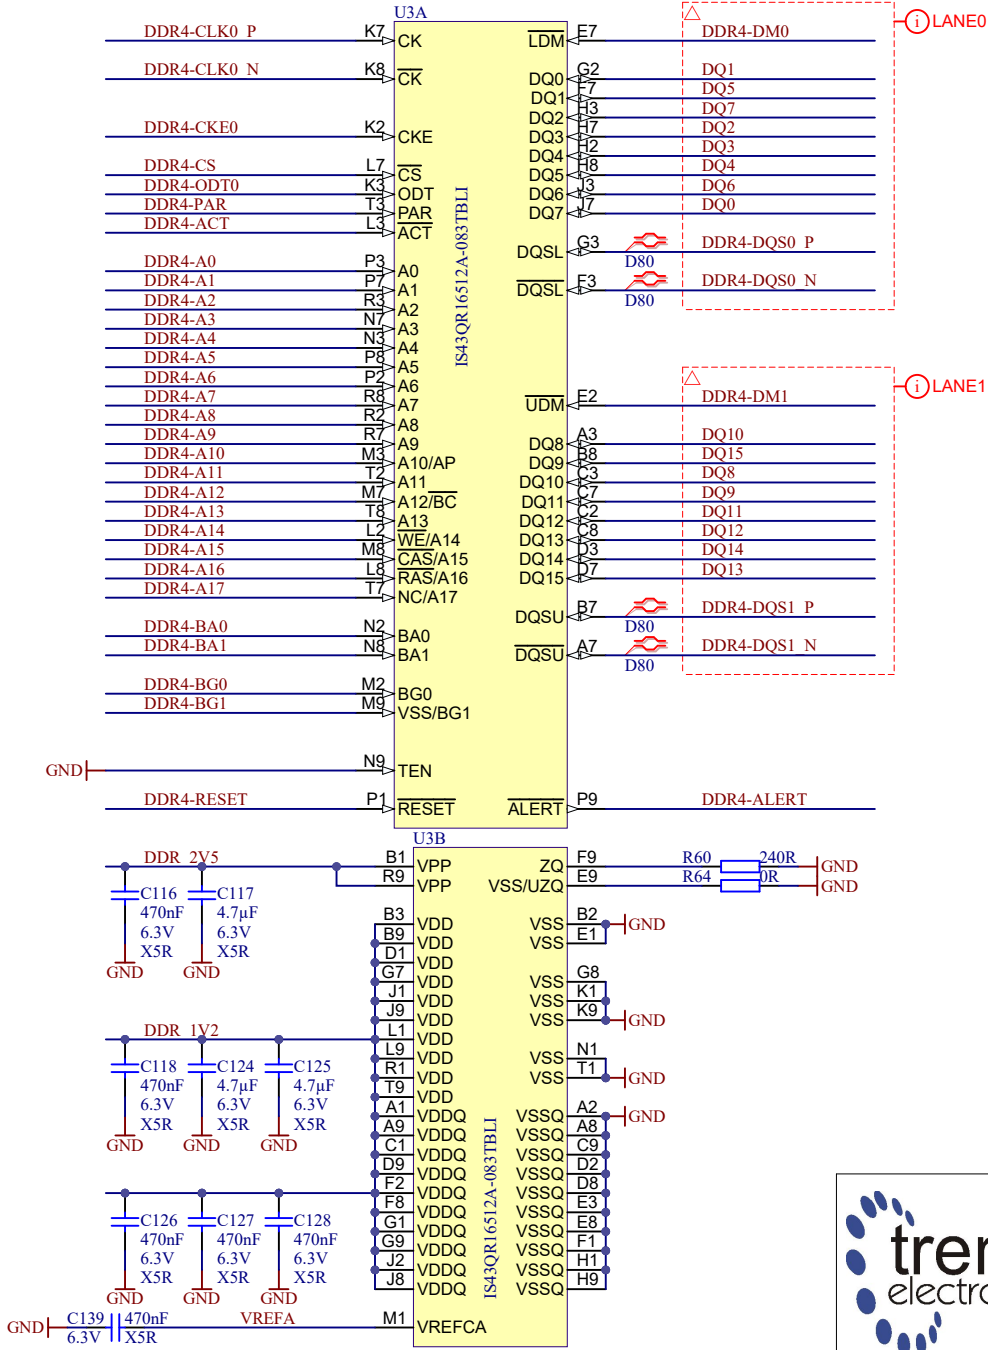 U3A
DDR4-CLK0_P K7 CK
DDR4-CLK0_N K8 CK
DDR4-CKE0 K2 CKE
DDR4-CS L7 CS
DDR4-ODT0 K3 ODT
DDR4-PAR T3 PAR
DDR4-ACT L3 ACT
DDR4-A0 P3 A0
DDR4-A1 P7 A1
DDR4-A2 R3 A2
DDR4-A3 N7 A3
DDR4-A4 N3 A4
DDR4-A5 P8 A5
DDR4-A6 P2 A6
DDR4-A7 R8 A7
DDR4-A8 R2 A8
DDR4-A9 R7 A9
DDR4-A10 M3 A10/AP
DDR4-A11 T2 A11
DDR4-A12 M7 A12/BC
DDR4-A13 T8 A13
DDR4-A14 L2 WE/A14
DDR4-A15 M8 CAS/A15
DDR4-A16 L8 RAS/A16
DDR4-A17 T7 NC/A17
DDR4-BA0 N2 BA0
DDR4-BA1 N8 BA1
DDR4-BG0 M2 BG0
DDR4-BG1 M9 VSS/BG1
GND N9 TEN
DDR4-RESET P1 RESET
IS43QR16512A-083TBLI
LDM E7 DDR4-DM0
i LANE0
DQ0 G2 DQ1
DQ1 F7 DQ5
DQ2 H3 DQ7
DQ3 H7 DQ2
DQ4 H2 DQ3
DQ5 H8 DQ4
DQ6 J3 DQ6
DQ7 J7 DQ0
DQSL G3 D80 DDR4-DQS0_P
DQSL F3 D80 DDR4-DQS0_N
i LANE1
UDM E2 DDR4-DM1
DQ8 A3 DQ10
DQ9 B8 DQ15
DQ10 C3 DQ8
DQ11 C7 DQ9
DQ12 C2 DQ11
DQ13 C8 DQ12
DQ14 D3 DQ14
DQ15 D7 DQ13
DQSU B7 D80 DDR4-DQS1_P
DQSU A7 D80 DDR4-DQS1_N
ALERT P9 DDR4-ALERT
U3B
DDR_2V5 B1 VPP
R9 VPP
C116 470nF 6.3V X5R GND
C117 4.7µF 6.3V X5R GND
B3 VDD
B9 VDD
D1 VDD
G7 VDD
J1 VDD
J9 VDD
DDR_1V2 L1 VDD
L9 VDD
R1 VDD
T9 VDD
C118 470nF 6.3V X5R GND
C124 4.7µF 6.3V X5R GND
C125 4.7µF 6.3V X5R GND
A1 VDDQ
A9 VDDQ
C1 VDDQ
D9 VDDQ
F2 VDDQ
F8 VDDQ
G1 VDDQ
G9 VDDQ
J2 VDDQ
J8 VDDQ
C126 470nF 6.3V X5R GND
C127 470nF 6.3V X5R GND
C128 470nF 6.3V X5R GND
GND C139 6.3V 470nF X5R VREFA M1 VREFCA
IS43QR16512A-083TBLI
ZQ F9 R60 240R GND
VSS/UZQ E9 R64 0R GND
VSS B2 GND
VSS E1
VSS G8
VSS K1
VSS K9 GND
VSS N1
VSS T1 GND
VSSQ A2 GND
VSSQ A8
VSSQ C9
VSSQ D2
VSSQ D8
VSSQ E3
VSSQ E8
VSSQ F1
VSSQ H1
VSSQ H9